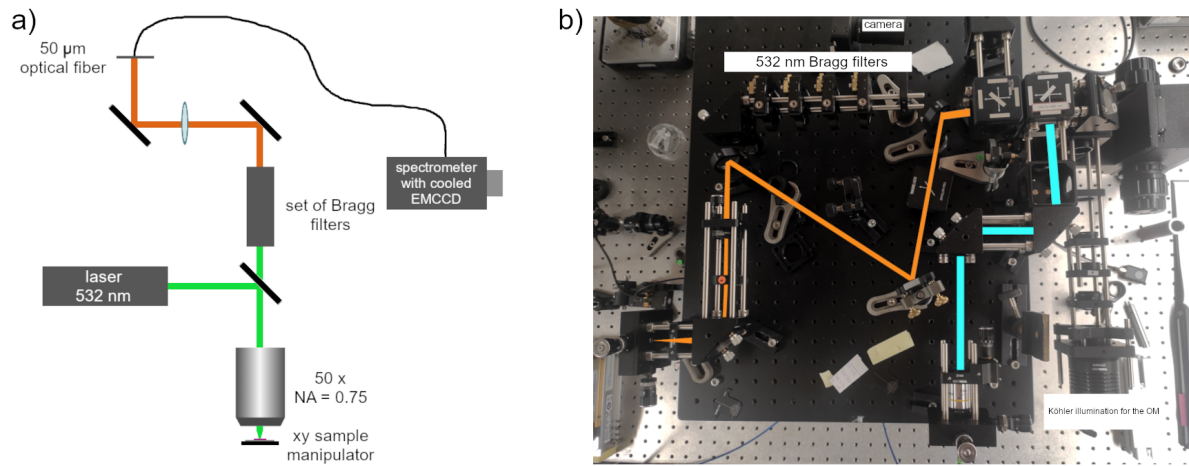 a)
50 µm
optical fiber
spectrometer
with cooled
EMCCD
set of Bragg
filters
laser
532 nm
50 x
NA = 0.75
xy sample
manipulator
b)
camera
532 nm Bragg filters
Köhler illumination for the OM